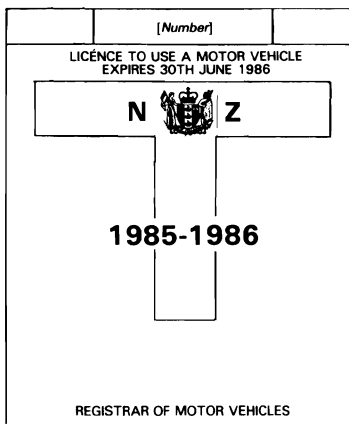 [Number]
LICENCE TO USE A MOTOR VEHICLE
EXPIRES 30TH JUNE 1986
N Z
1985-1986
REGISTRAR OF MOTOR VEHICLES